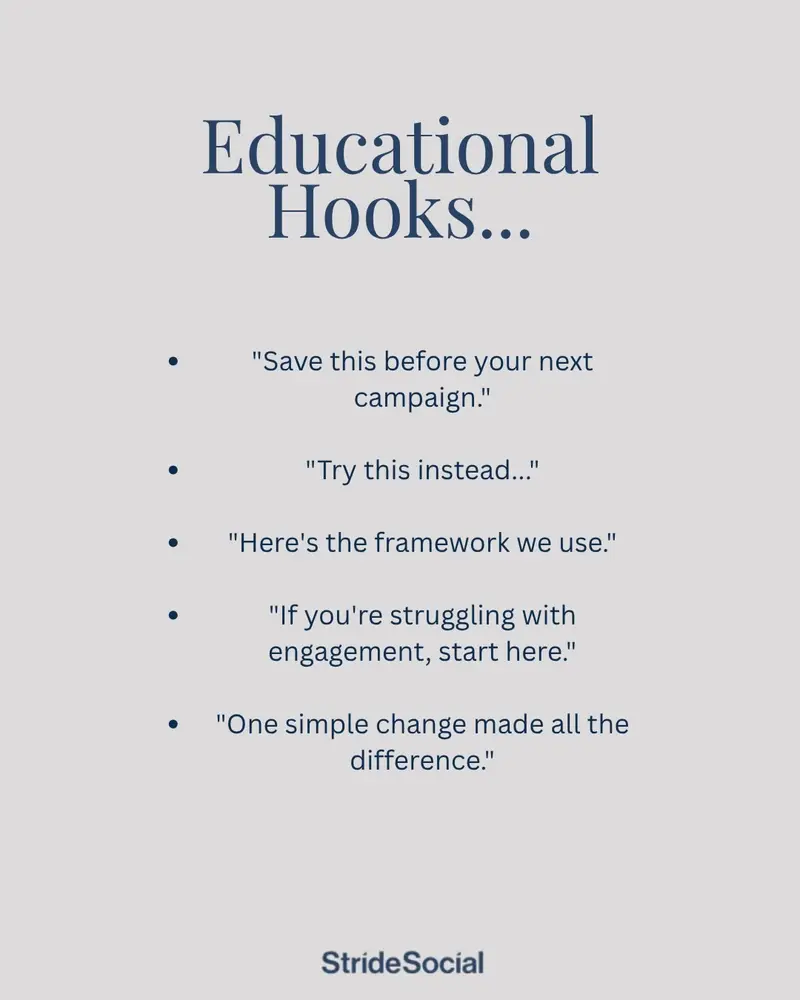 Educational
Hooks...
• "Save this before your next
campaign."
• "Try this instead..."
• "Here's the framework we use."
• "If you're struggling with
engagement, start here."
• "One simple change made all the
difference."
StrideSocial